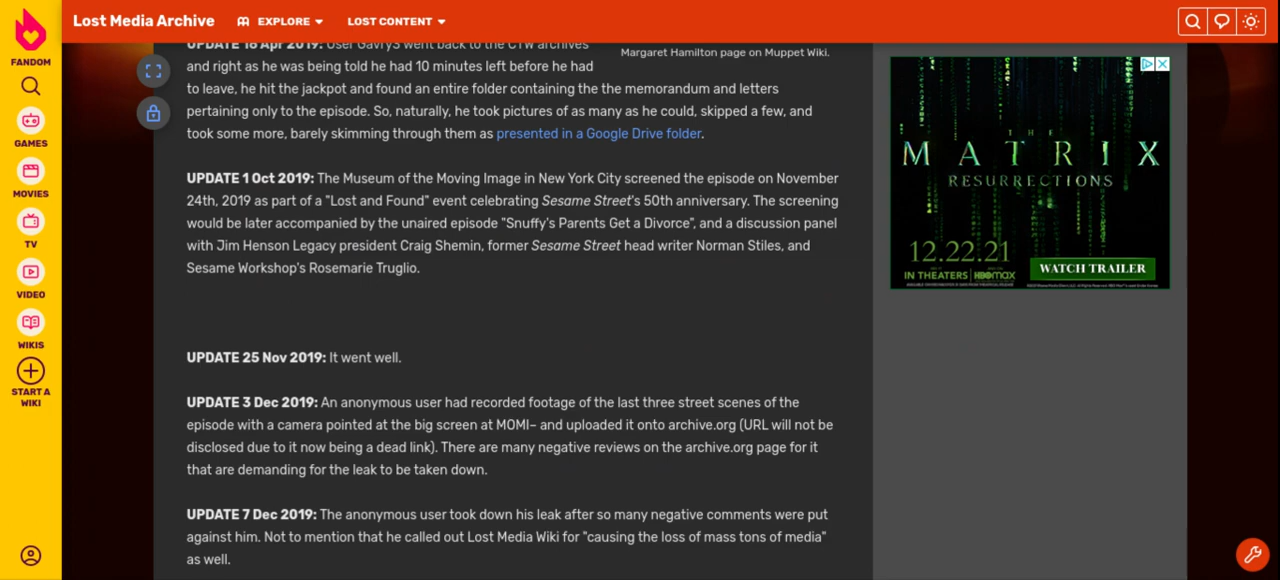 FANDOM
GAMES
MOVIES
TV
VIDEO
WIKIS
START A
WIKI
Lost Media Archive
EXPLORE
LOST CONTENT
UPDATE 16 Apr 2019: User Gavry3 went back to the CTW archives
and right as he was being told he had 10 minutes left before he had
to leave, he hit the jackpot and found an entire folder containing the the memorandum and letters
pertaining only to the episode. So, naturally, he took pictures of as many as he could, skipped a few, and
took some more, barely skimming through them as presented in a Google Drive folder.
Margaret Hamilton page on Muppet Wiki.
UPDATE 1 Oct 2019: The Museum of the Moving Image in New York City screened the episode on November
24th, 2019 as part of a "Lost and Found" event celebrating Sesame Street's 50th anniversary. The screening
would be later accompanied by the unaired episode "Snuffy's Parents Get a Divorce", and a discussion panel
with Jim Henson Legacy president Craig Shemin, former Sesame Street head writer Norman Stiles, and
Sesame Workshop's Rosemarie Truglio.
UPDATE 25 Nov 2019: It went well.
UPDATE 3 Dec 2019: An anonymous user had recorded footage of the last three street scenes of the
episode with a camera pointed at the big screen at MOMI– and uploaded it onto archive.org (URL will not be
disclosed due to it now being a dead link). There are many negative reviews on the archive.org page for it
that are demanding for the leak to be taken down.
UPDATE 7 Dec 2019: The anonymous user took down his leak after so many negative comments were put
against him. Not to mention that he called out Lost Media Wiki for "causing the loss of mass tons of media"
as well.
THE
MATRIX
RESURRECTIONS
12.22.21
IN THEATERS | HBOMAX
WATCH TRAILER